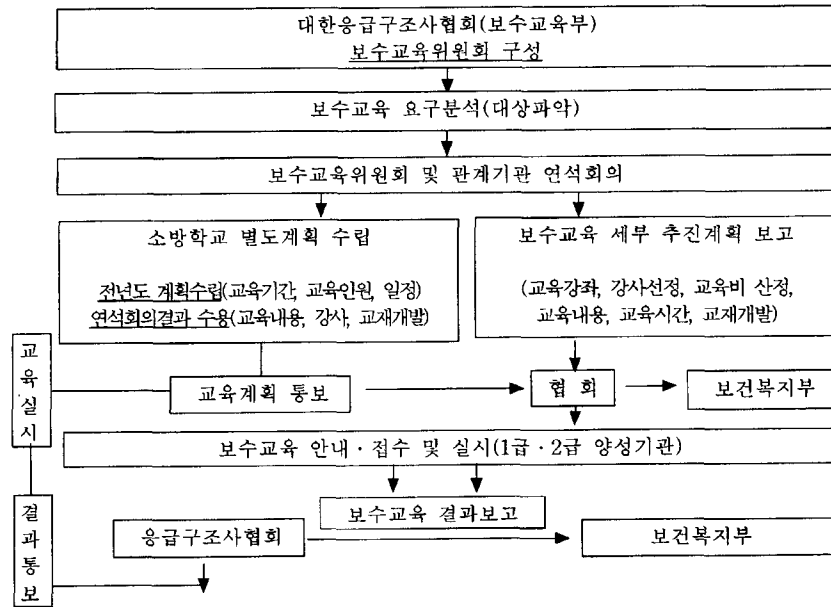 대한응급구조사협회(보수교육부)
보수교육위원회 구성
보수교육 요구분석(대상파악)
보수교육위원회 및 관계기관 연석회의
소방학교 별도계획 수립
전년도 계획수립(교육기간, 교육인원, 일정)
연석회의결과 수용(교육내용, 강사, 교재개발)
보수교육 세부 추진계획 보고
(교육강좌, 강사선정, 교육비 산정,
교육내용, 교육시간, 교재개발)
교육실시
교육계획 통보
협 회
보건복지부
보수교육 안내·접수 및 실시(1급·2급 양성기관)
보수교육 결과보고
결과통보
응급구조사협회
보건복지부